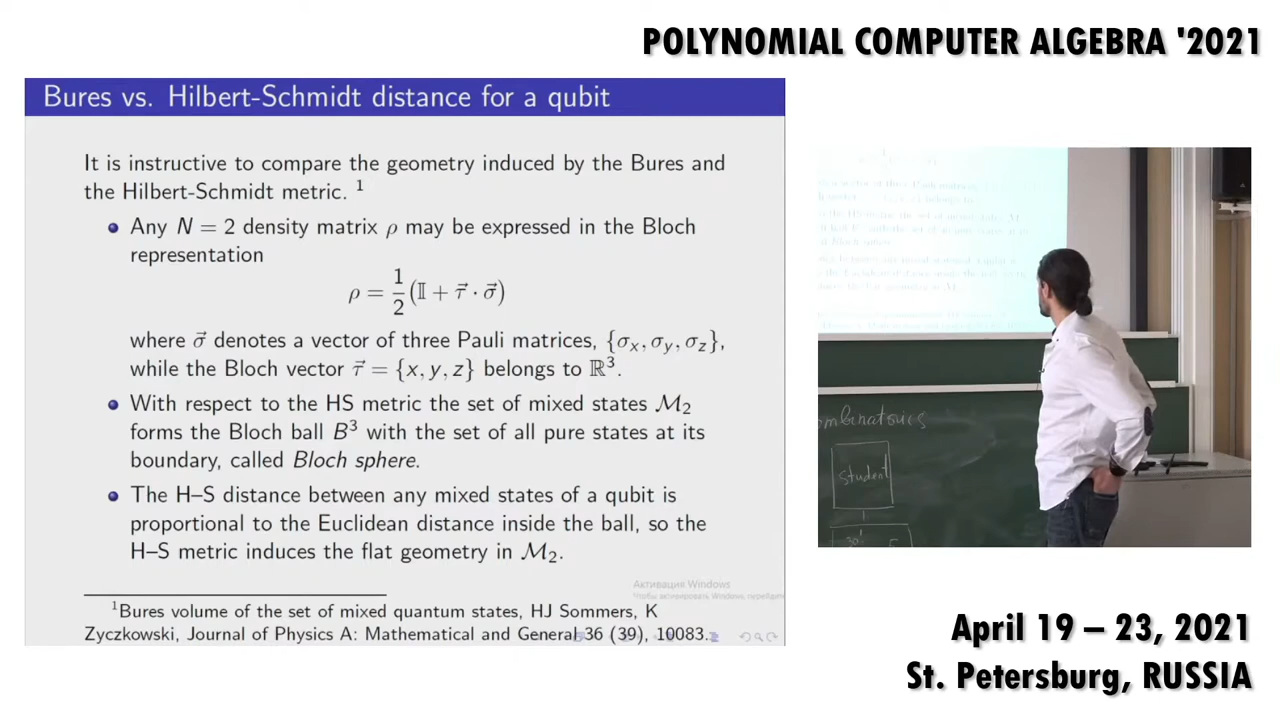 POLYNOMIAL COMPUTER ALGEBRA '2021
Bures vs. Hilbert-Schmidt distance for a qubit
It is instructive to compare the geometry induced by the Bures and
the Hilbert-Schmidt metric. ¹
Any N = 2 density matrix ρ may be expressed in the Bloch
representation
ρ = 1/2 (𝕀 + τ⃗ · σ⃗)
where σ⃗ denotes a vector of three Pauli matrices, {σx, σy, σz},
while the Bloch vector τ⃗ = {x, y, z} belongs to ℝ³.
With respect to the HS metric the set of mixed states ℳ₂
forms the Bloch ball B³ with the set of all pure states at its
boundary, called Bloch sphere.
The H–S distance between any mixed states of a qubit is
proportional to the Euclidean distance inside the ball, so the
H–S metric induces the flat geometry in ℳ₂.
Активация Windows
Чтобы активировать Windows, перейдите
¹Bures volume of the set of mixed quantum states, HJ Sommers, K
Zyczkowski, Journal of Physics A: Mathematical and General 36 (39), 10083.
ombinatorics
Student
30!
April 19 – 23, 2021
St. Petersburg, RUSSIA